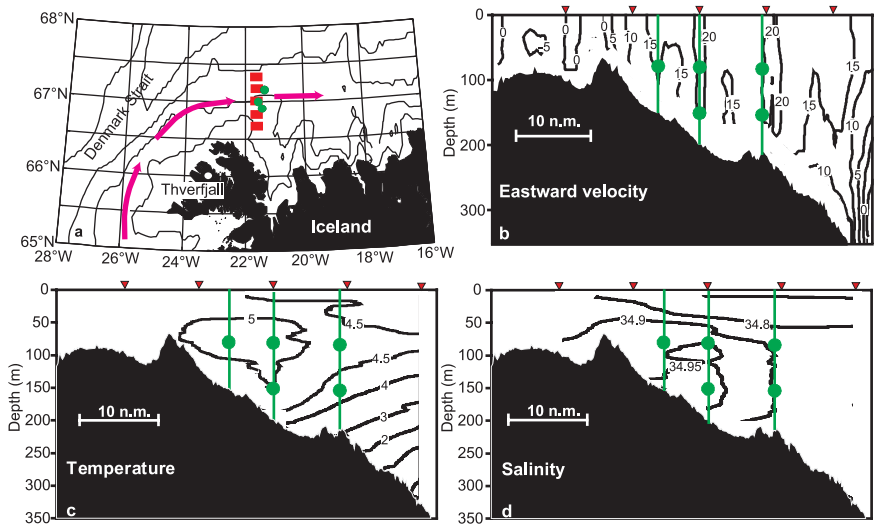 68°N
67°N
66°N
65°N
Denmark Strait
Thverfjall
Iceland
a
28°W 26°W 24°W 22°W 20°W 18°W 16°W
0
100
200
300
Depth (m)
0 -5 0 0 5 10 15 15 20 15 20 20 15 15 10 10 5 0
10 n.m.
Eastward velocity
b
0
50
100
150
200
250
300
350
Depth (m)
5 4.5 4.5 4 3 2
10 n.m.
Temperature
c
0
50
100
150
200
250
300
350
Depth (m)
34.9 34.8 34.95
10 n.m.
Salinity
d